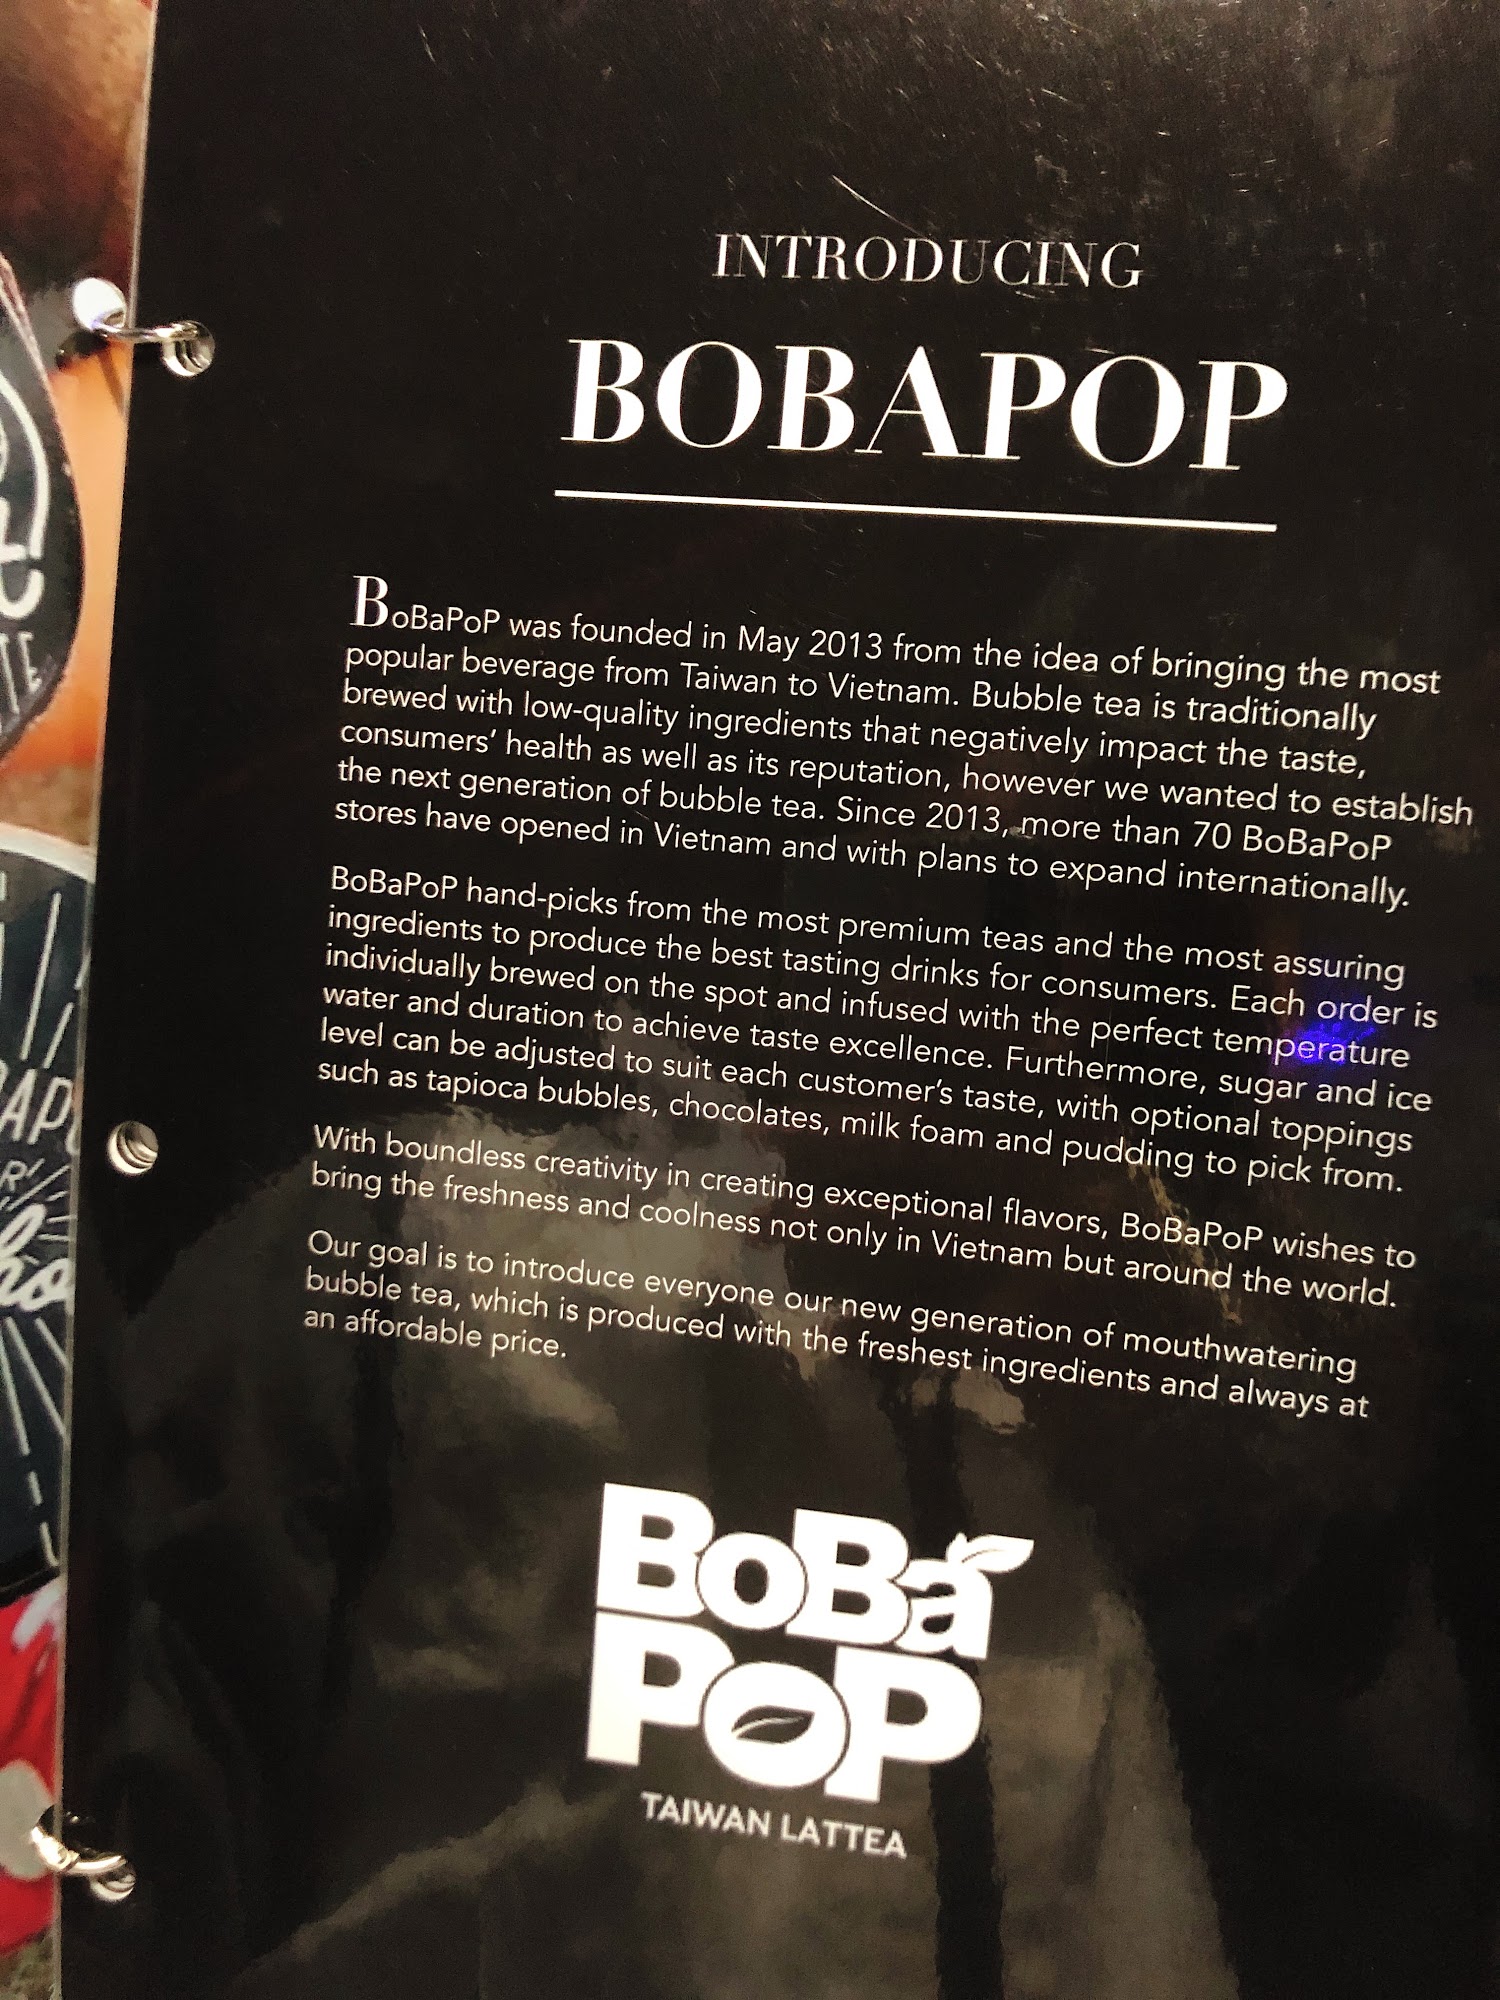 INTRODUCING
BOBAPOP
BoBaPoP was founded in May 2013 from the idea of bringing the most
popular beverage from Taiwan to Vietnam. Bubble tea is traditionally
brewed with low-quality ingredients that negatively impact the taste,
consumers' health as well as its reputation, however we wanted to establish
the next generation of bubble tea. Since 2013, more than 70 BoBaPoP
stores have opened in Vietnam and with plans to expand internationally.
BoBaPoP hand-picks from the most premium teas and the most assuring
ingredients to produce the best tasting drinks for consumers. Each order is
individually brewed on the spot and infused with the perfect temperature
water and duration to achieve taste excellence. Furthermore, sugar and ice
level can be adjusted to suit each customer's taste, with optional toppings
such as tapioca bubbles, chocolates, milk foam and pudding to pick from.
With boundless creativity in creating exceptional flavors, BoBaPoP wishes to
bring the freshness and coolness not only in Vietnam but around the world.
Our goal is to introduce everyone our new generation of mouthwatering
bubble tea, which is produced with the freshest ingredients and always at
an affordable price.
BoBa
PoP
TAIWAN LATTEA